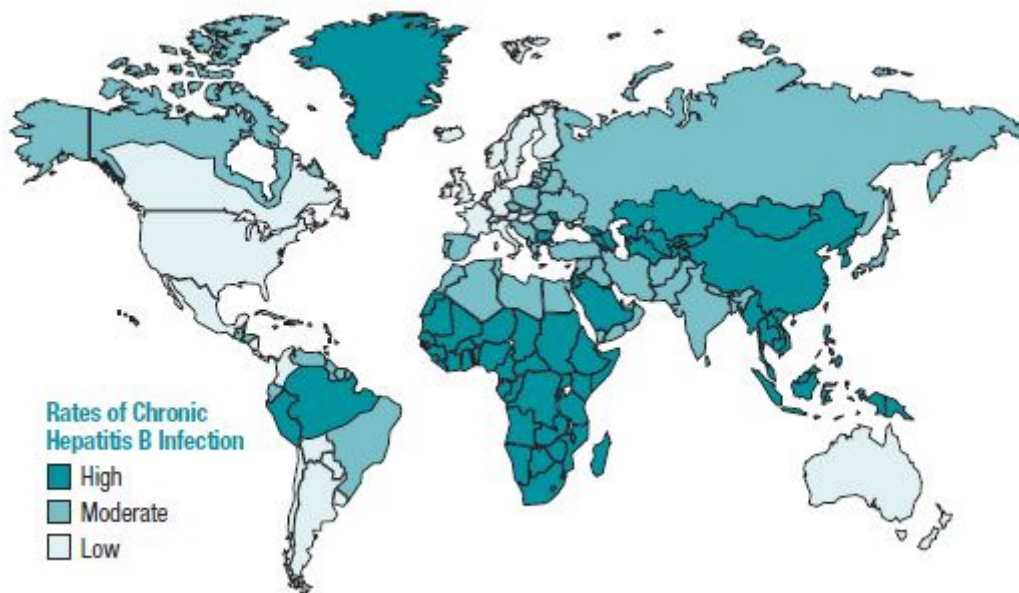 Rates of Chronic
Hepatitis B Infection
High
Moderate
Low